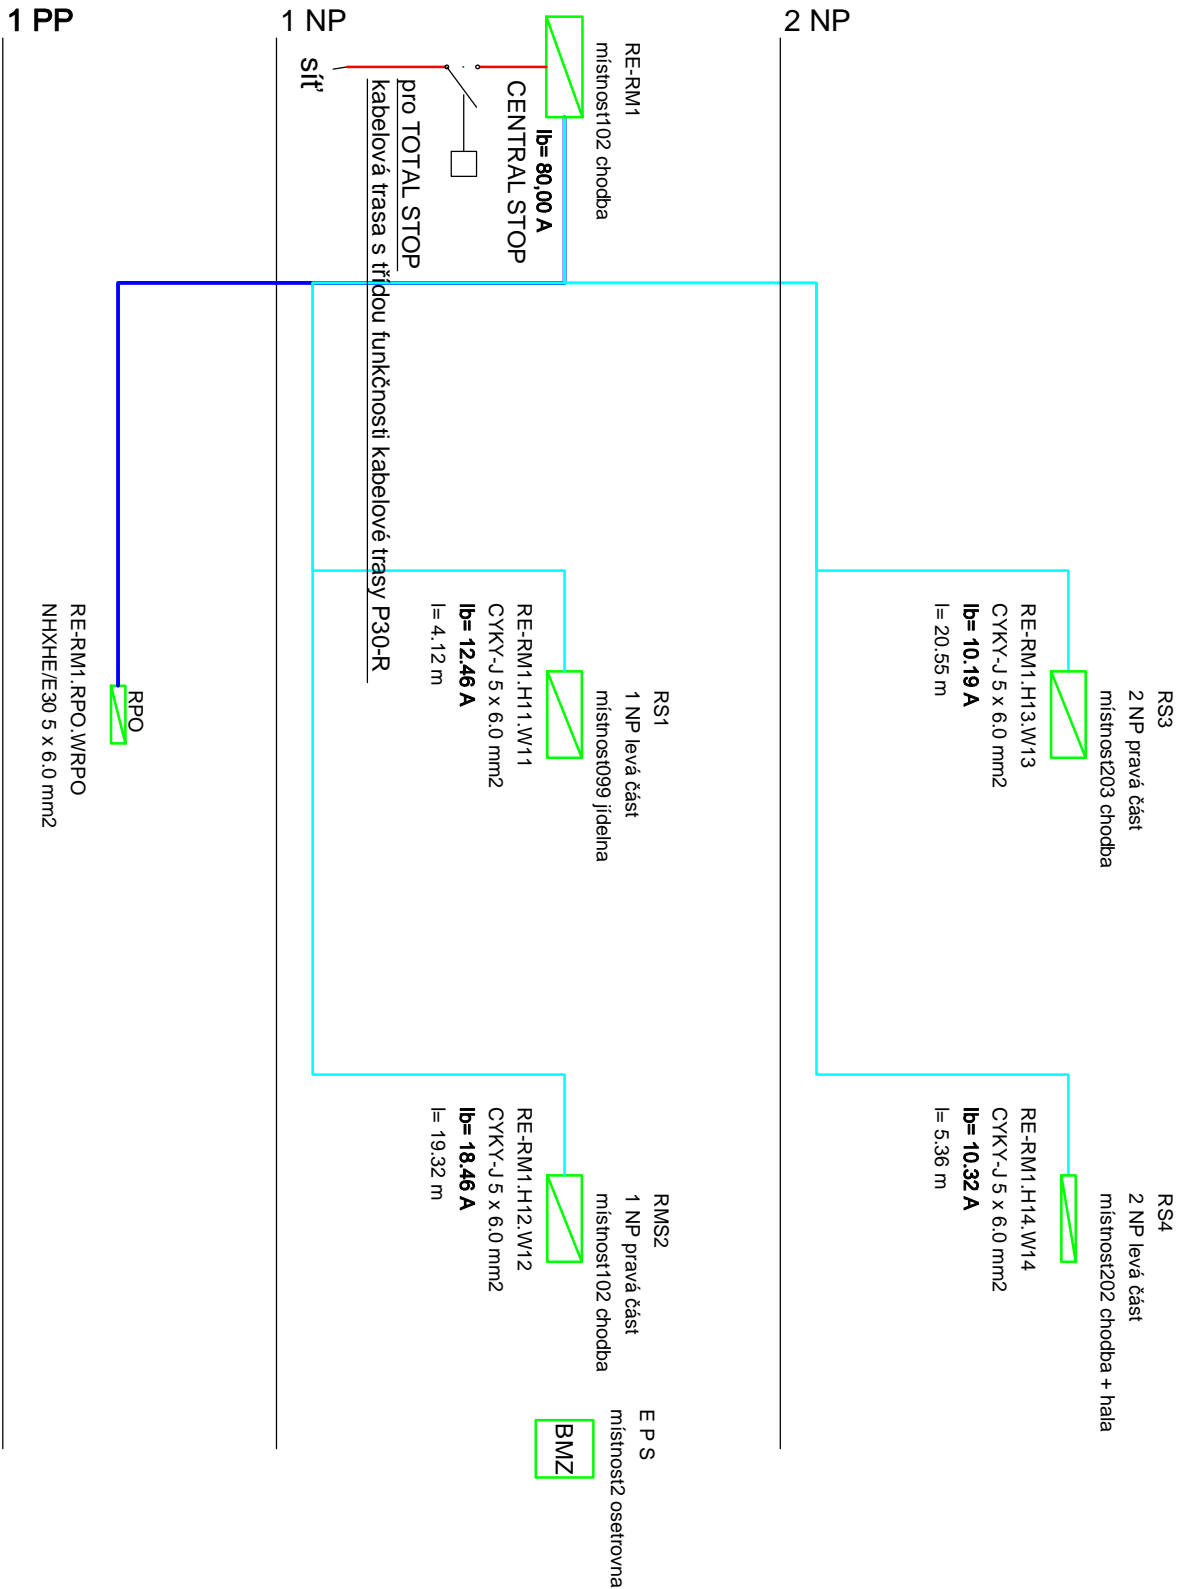 1 PP
1 NP
2 NP
RE-RM1
místnost102 chodba
Ib= 80,00 A
CENTRAL STOP
síť
pro TOTAL STOP
kabelová trasa s třídou funkčnosti kabelové trasy P30-R
RS3
2 NP pravá část
místnost203 chodba
RE-RM1.H13.W13
CYKY-J 5 x 6.0 mm2
Ib= 10.19 A
l= 20.55 m
RS4
2 NP levá část
místnost202 chodba + hala
RE-RM1.H14.W14
CYKY-J 5 x 6.0 mm2
Ib= 10.32 A
l= 5.36 m
RS1
1 NP levá část
místnost099 jídelna
RE-RM1.H11.W11
CYKY-J 5 x 6.0 mm2
Ib= 12.46 A
l= 4.12 m
RMS2
1 NP pravá část
místnost102 chodba
RE-RM1.H12.W12
CYKY-J 5 x 6.0 mm2
Ib= 18.46 A
l= 19.32 m
E P S
místnost2 osetrovna
BMZ
RPO
RE-RM1.RPO.WRPO
NHXHE/E30 5 x 6.0 mm2